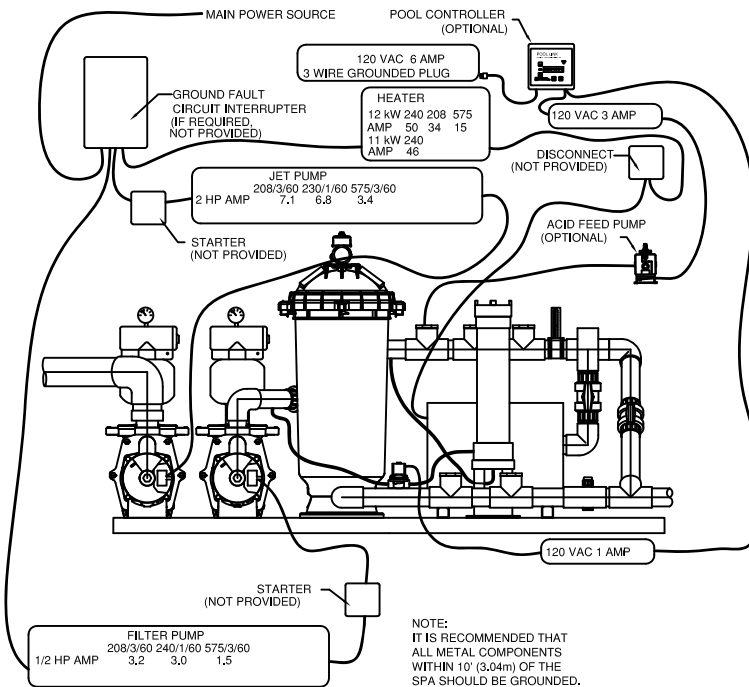 MAIN POWER SOURCE
POOL CONTROLLER
(OPTIONAL)
120 VAC 6 AMP
3 WIRE GROUNDED PLUG
POOL LINK
GROUND FAULT
CIRCUIT INTERRUPTER
(IF REQUIRED,
NOT PROVIDED)
HEATER
12 kW 240 208 575
AMP 50 34 15
11 kW 240
AMP 46
120 VAC 3 AMP
DISCONNECT
(NOT PROVIDED)
JET PUMP
208/3/60 230/1/60 575/3/60
2 HP AMP 7.1 6.8 3.4
STARTER
(NOT PROVIDED)
ACID FEED PUMP
(OPTIONAL)
120 VAC 1 AMP
STARTER
(NOT PROVIDED)
FILTER PUMP
208/3/60 240/1/60 575/3/60
1/2 HP AMP 3.2 3.0 1.5
NOTE:
IT IS RECOMMENDED THAT
ALL METAL COMPONENTS
WITHIN 10' (3.04m) OF THE
SPA SHOULD BE GROUNDED.